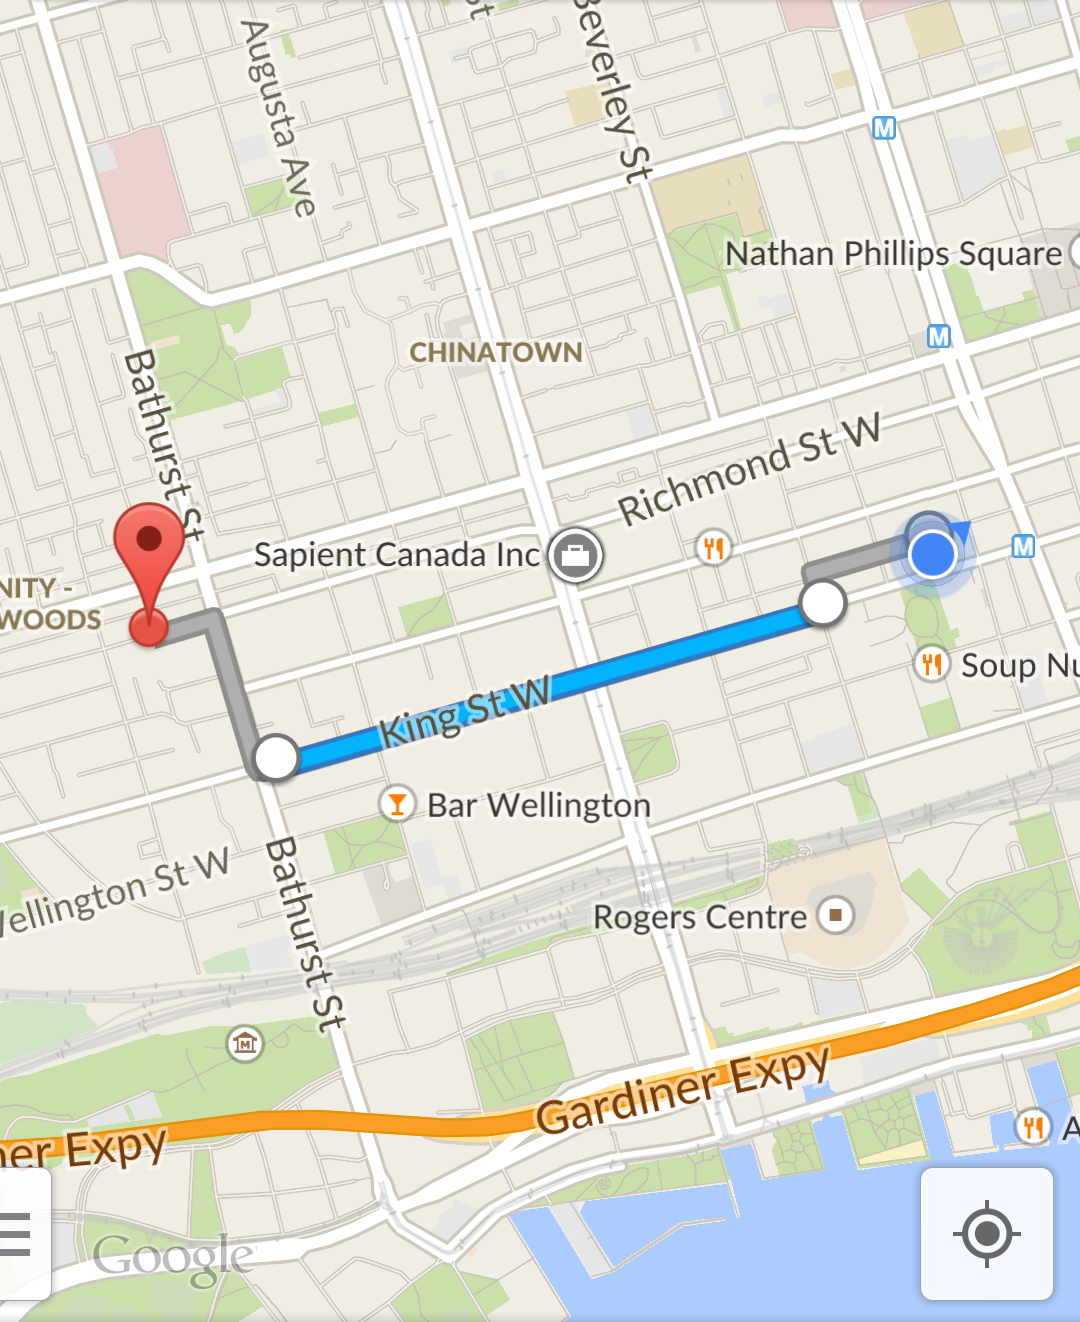 Augusta Ave
St
Beverley St
M
Nathan Phillips Square
M
CHINATOWN
Bathurst St
Richmond St W
M
Sapient Canada Inc
NITY -
WOODS
Soup Nu
King St W
Bar Wellington
Wellington St W
Bathurst St
Rogers Centre
M
Gardiner Expy
ner Expy
A
Google